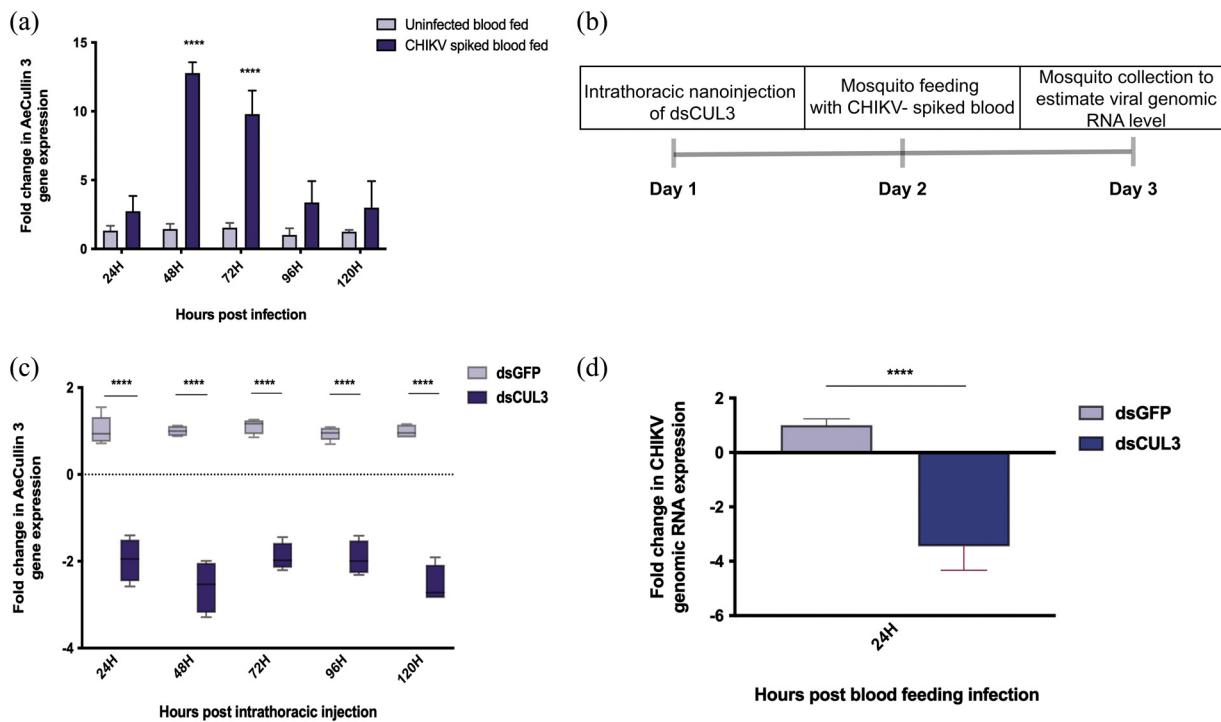 (a)
Uninfected blood fed
CHIKV spiked blood fed
Fold change in AeCullin 3
gene expression
15
10
5
0
****
****
24H
48H
72H
96H
120H
Hours post infection
(b)
Intrathoracic nanoinjection
of dsCUL3
Mosquito feeding
with CHIKV- spiked blood
Mosquito collection to
estimate viral genomic
RNA level
Day 1
Day 2
Day 3
(c)
dsGFP
dsCUL3
Fold change in AeCullin 3
gene expression
2
0
-2
-4
****
****
****
****
****
24H
48H
72H
96H
120H
Hours post intrathoracic injection
(d)
****
dsGFP
dsCUL3
Fold change in CHIKV
genomic RNA expression
2
0
-2
-4
-6
24H
Hours post blood feeding infection